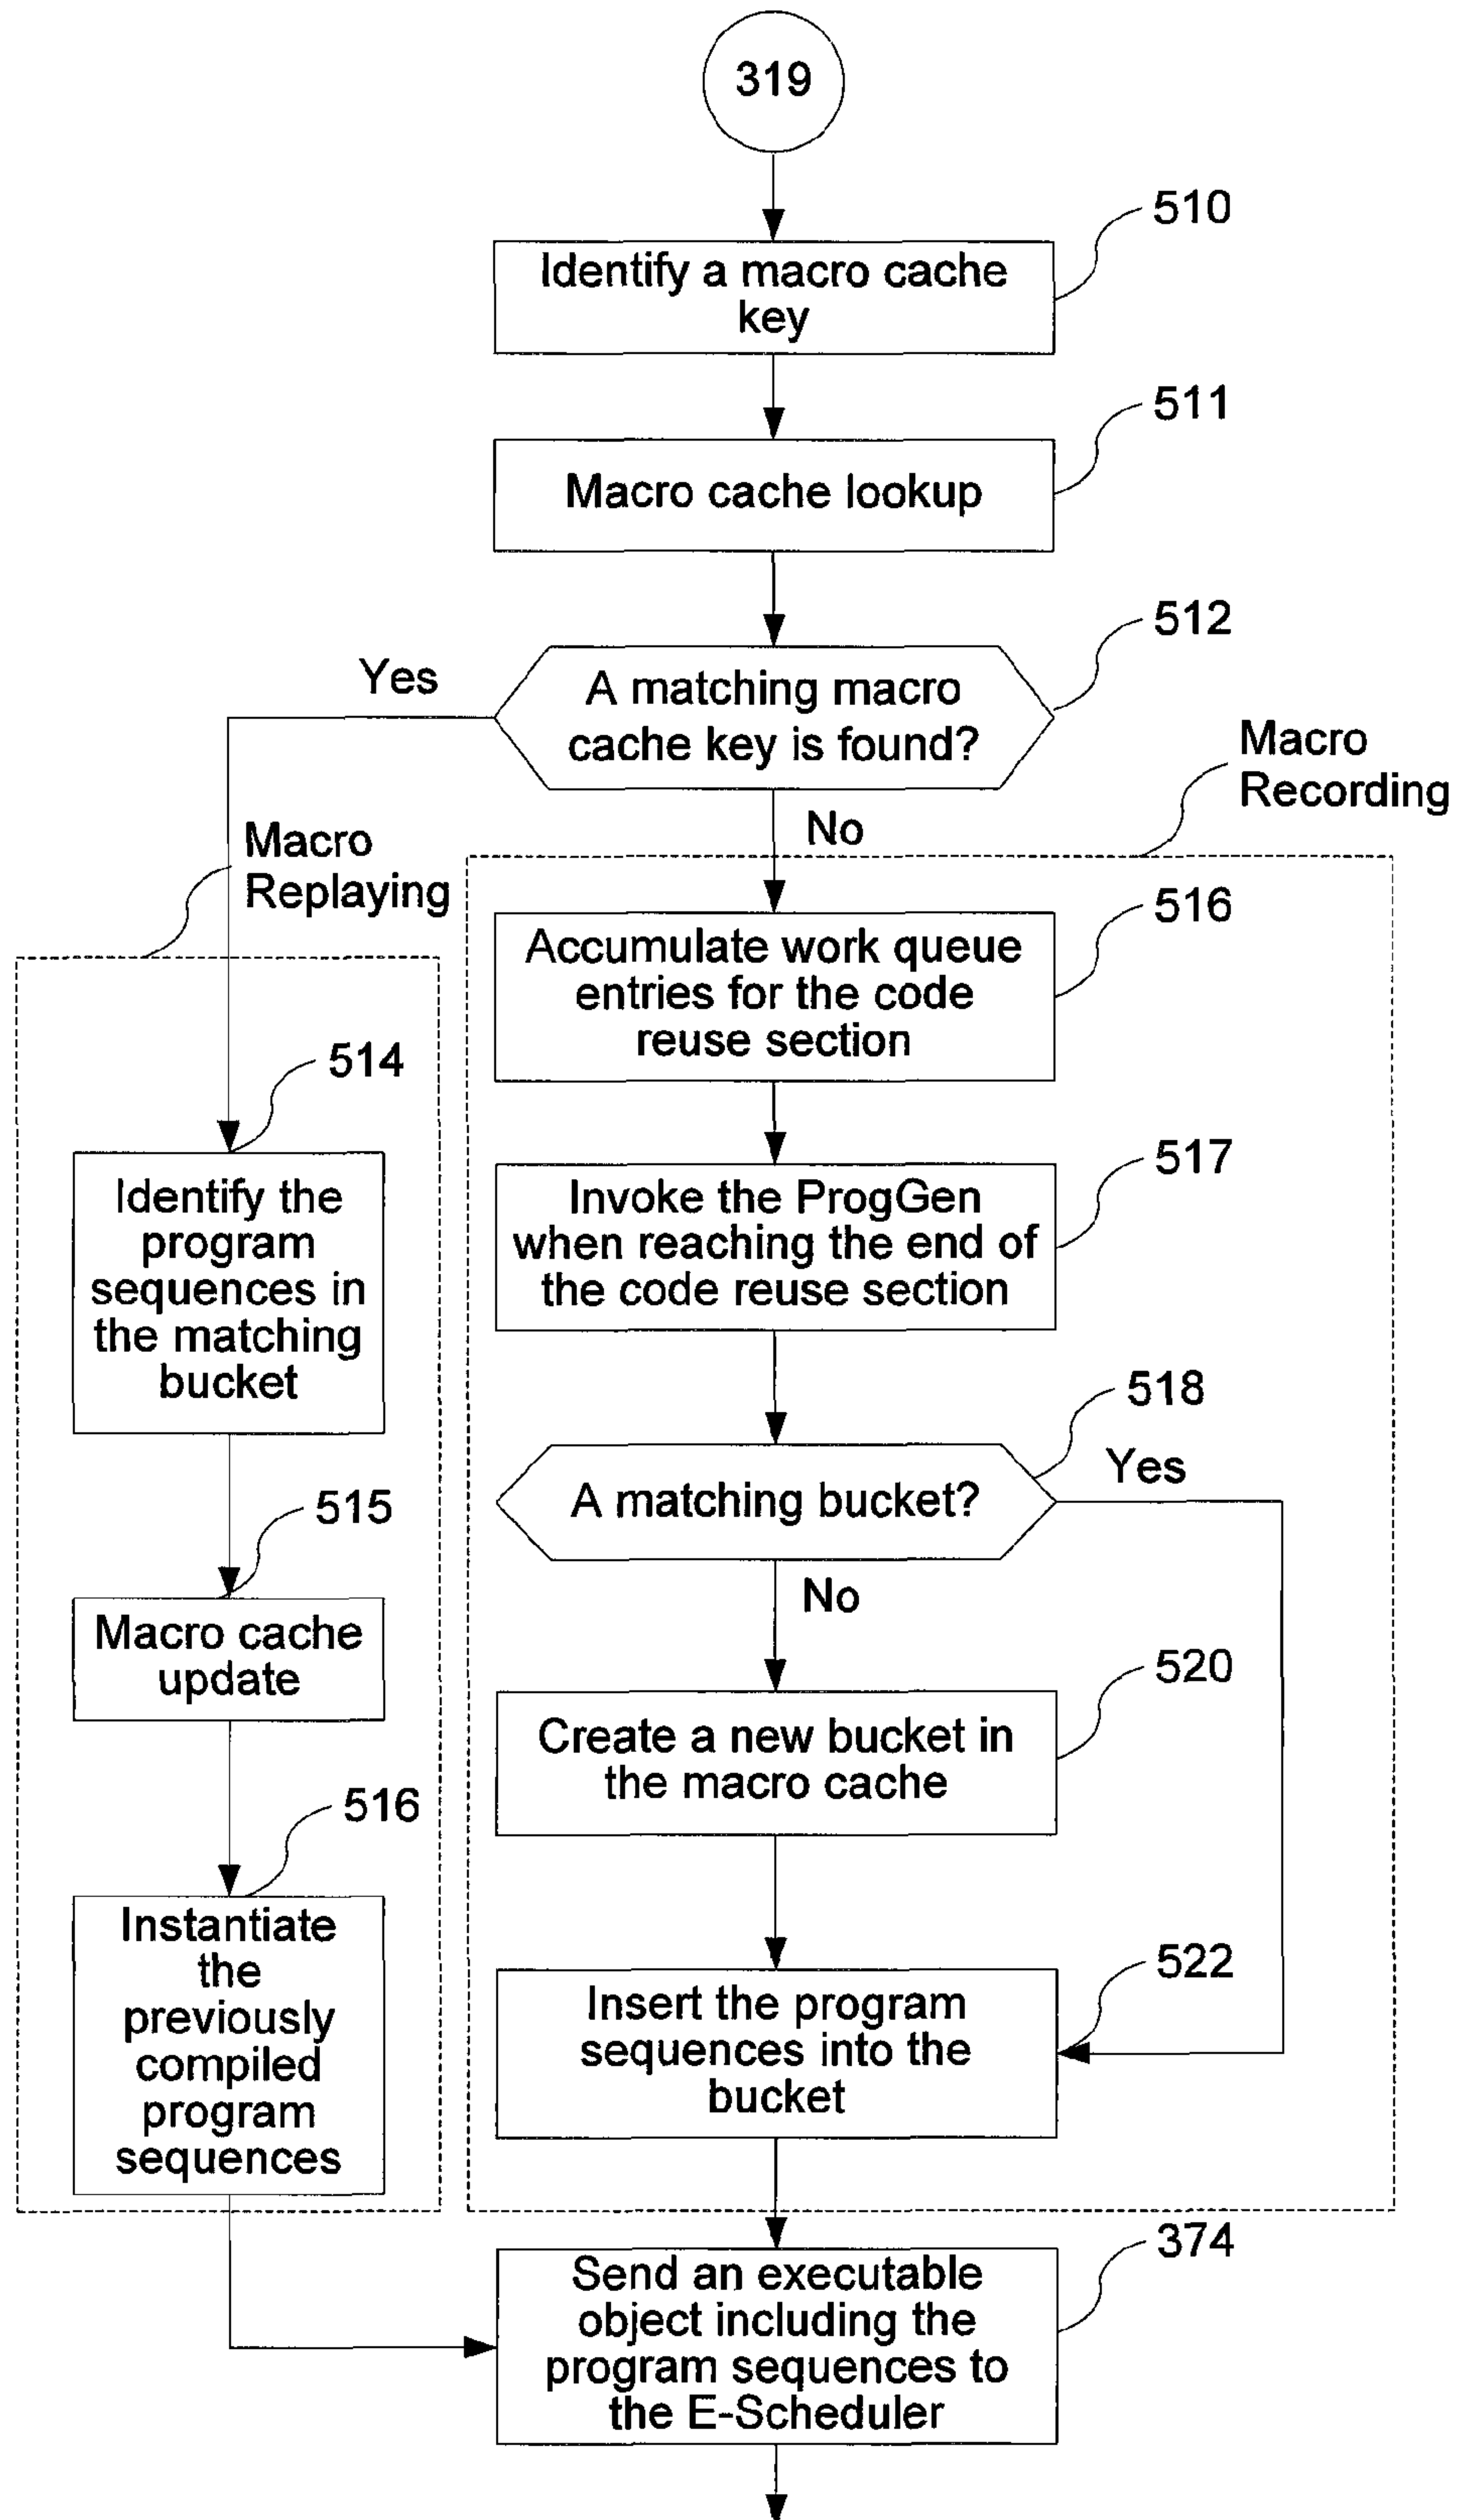 319
510
Identify a macro cache
key
511
Macro cache lookup
512
Yes
A matching macro
cache key is found?
Macro
Recording
No
Macro
Replaying
516
Accumulate work queue
entries for the code
reuse section
514
517
Identify the
program
sequences in
the matching
bucket
Invoke the ProgGen
when reaching the end of
the code reuse section
518
Yes
A matching bucket?
515
No
Macro cache
update
520
Create a new bucket in
the macro cache
516
Instantiate
the
previously
compiled
program
sequences
522
Insert the program
sequences into the
bucket
374
Send an executable
object including the
program sequences to
the E-Scheduler